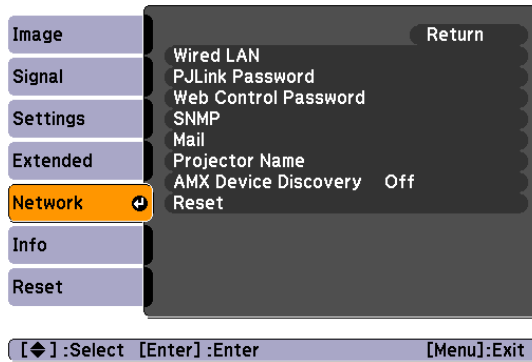 Image
Signal
Settings
Extended
Network
Info
Reset
Return
Wired LAN
PJLink Password
Web Control Password
SNMP
Mail
Projector Name
AMX Device Discovery Off
Reset
[◆] :Select [Enter] :Enter [Menu] :Exit